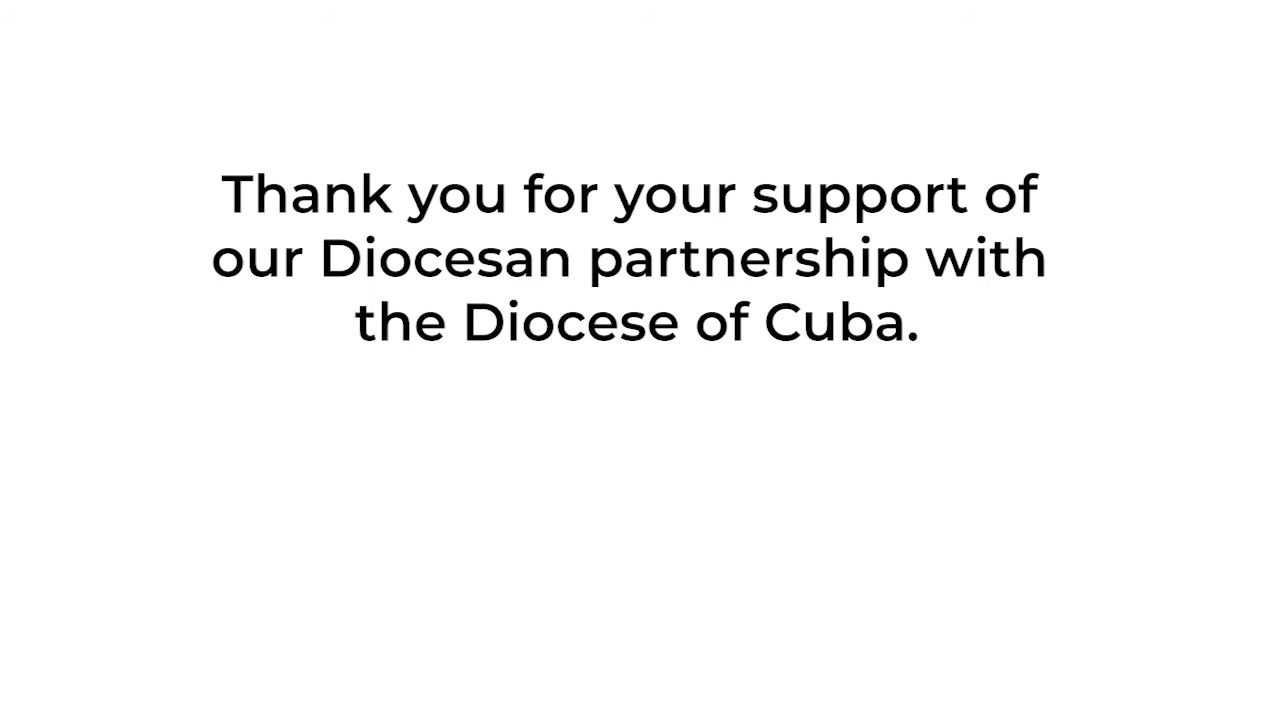 Thank you for your support of
our Diocesan partnership with
the Diocese of Cuba.